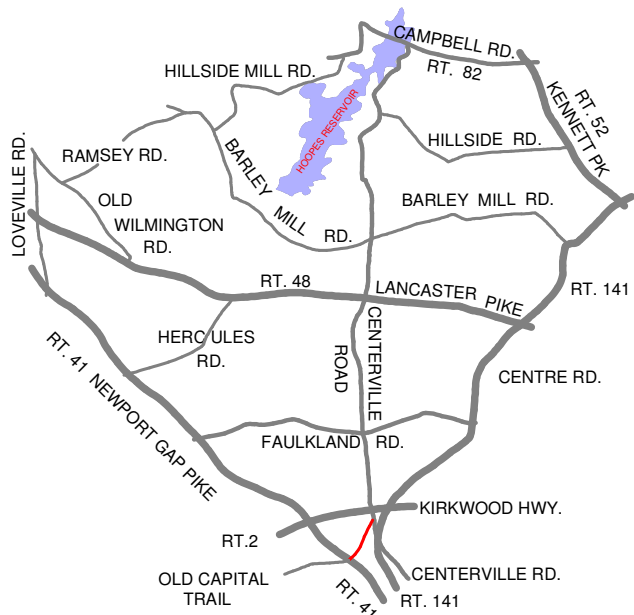 CAMPBELL RD.
RT. 82
HILLSIDE MILL RD.
HOOPES RESERVOIR
RT. 52
KENNETT PK
HILLSIDE RD.
LOVEVILLE RD.
RAMSEY RD.
BARLEY MILL RD.
BARLEY MILL RD.
OLD
WILMINGTON
RD.
RT. 48
LANCASTER PIKE
RT. 141
HERCULES
RD.
CENTERVILLE
ROAD
CENTRE RD.
RT. 41 NEWPORT GAP PIKE
FAULKLAND RD.
KIRKWOOD HWY.
RT.2
OLD CAPITAL
TRAIL
CENTERVILLE RD.
RT. 41
RT. 141